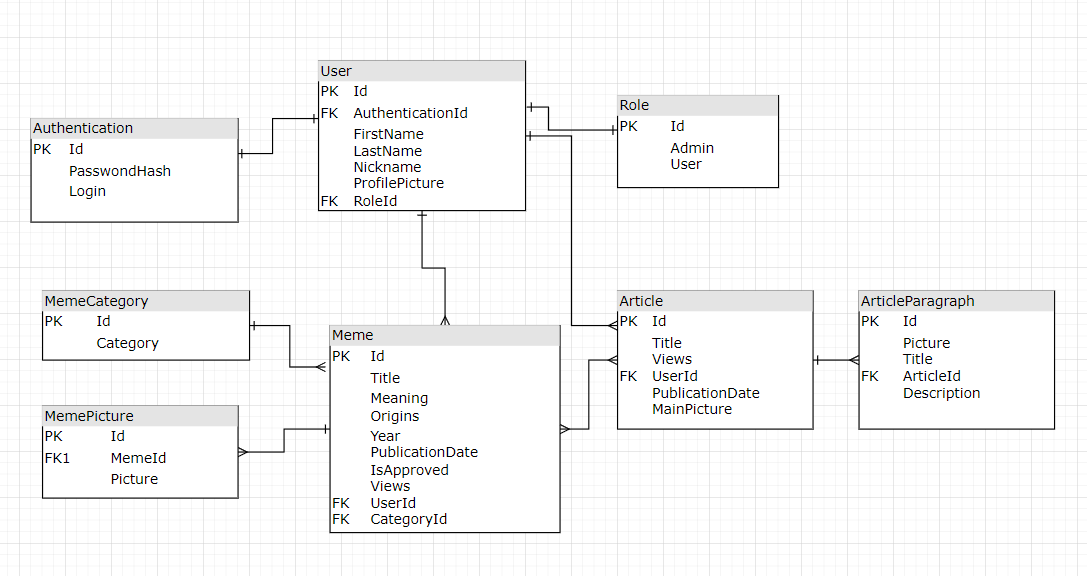 User
PK Id
FK AuthenticationId
FirstName
LastName
Nickname
ProfilePicture
FK RoleId
Role
PK Id
Admin
User
Authentication
PK Id
PasswondHash
Login
MemeCategory
PK Id
Category
MemePicture
PK Id
FK1 MemeId
Picture
Meme
PK Id
Title
Meaning
Origins
Year
PublicationDate
IsApproved
Views
FK UserId
FK CategoryId
Article
PK Id
Title
Views
FK UserId
PublicationDate
MainPicture
ArticleParagraph
PK Id
Picture
Title
FK ArticleId
Description